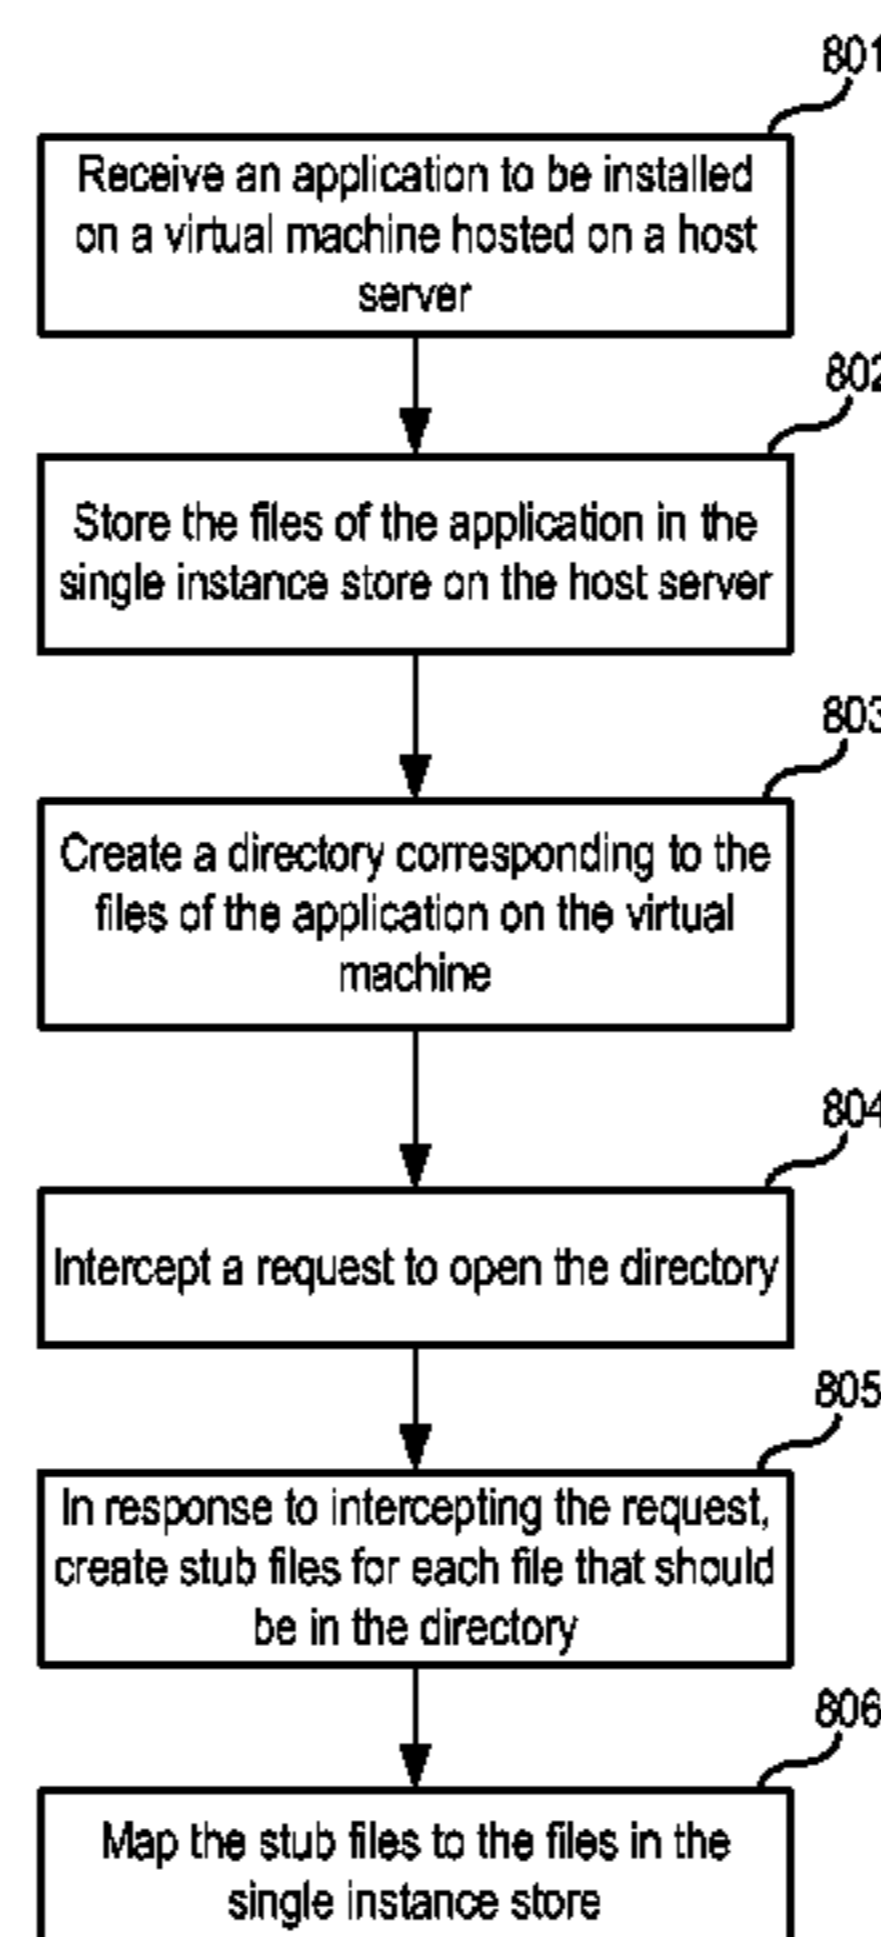 801
Receive an application to be installed
on a virtual machine hosted on a host
server
802
Store the files of the application in the
single instance store on the host server
803
Create a directory corresponding to the
files of the application on the virtual
machine
804
Intercept a request to open the directory
805
In response to intercepting the request,
create stub files for each file that should
be in the directory
806
Map the stub files to the files in the
single instance store